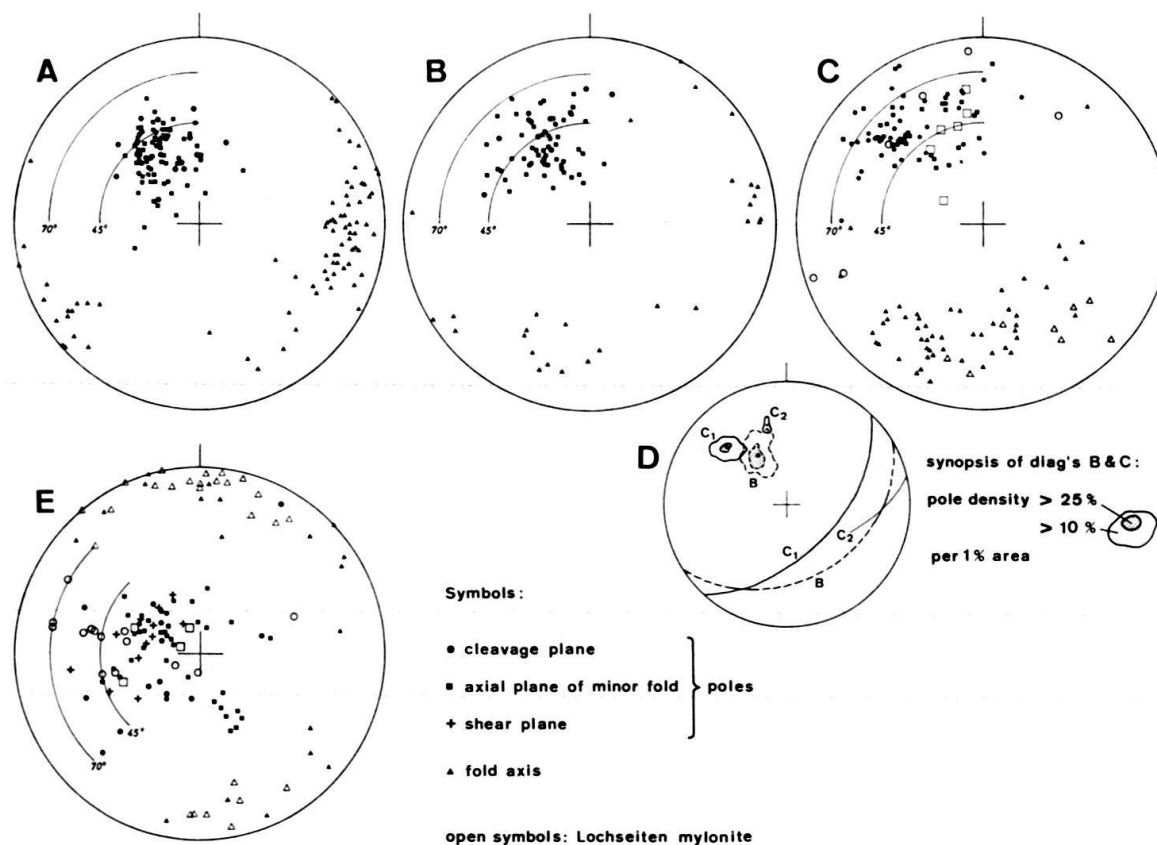 A
B
C
70°
45°
70°
45°
70°
45°
D
C1
C2
B
C2
C1
B
synopsis of diag's B & C :
pole density > 25 %
> 10 %
per 1% area
E
45°
70°
Symbols :
cleavage plane
axial plane of minor fold
poles
shear plane
fold axis
open symbols: Lochseiten mylonite